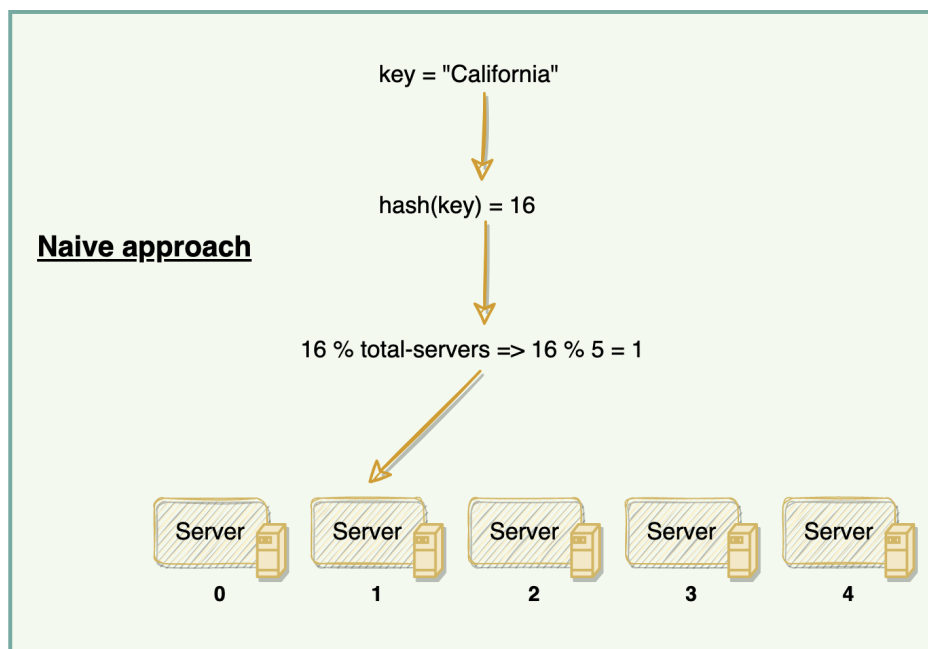 key = "California"
hash(key) = 16
Naive approach
16 % total-servers => 16 % 5 = 1
Server Server Server Server Server
0 1 2 3 4